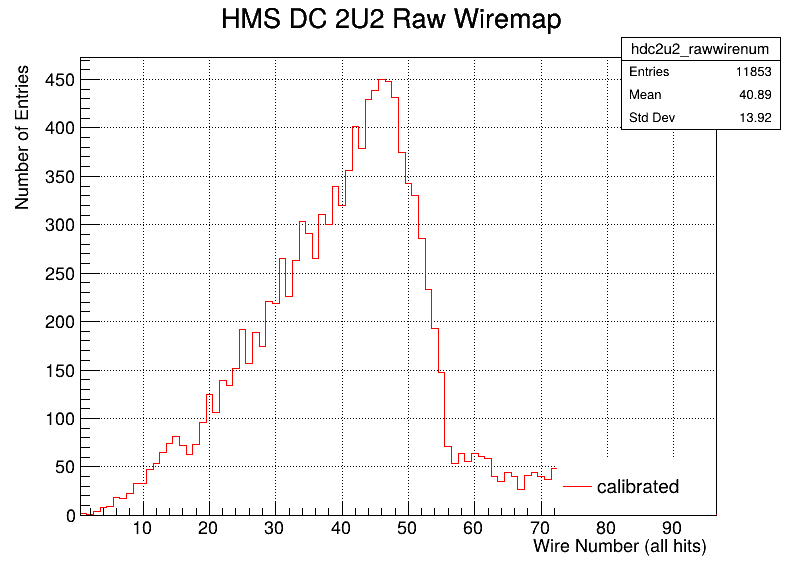 HMS DC 2U2 Raw Wiremap
hdc2u2_rawwirenum
Entries 11853
Mean 40.89
Std Dev 13.92
Number of Entries
450
400
350
300
250
200
150
100
50
0
calibrated
10 20 30 40 50 60 70 80 90
Wire Number (all hits)